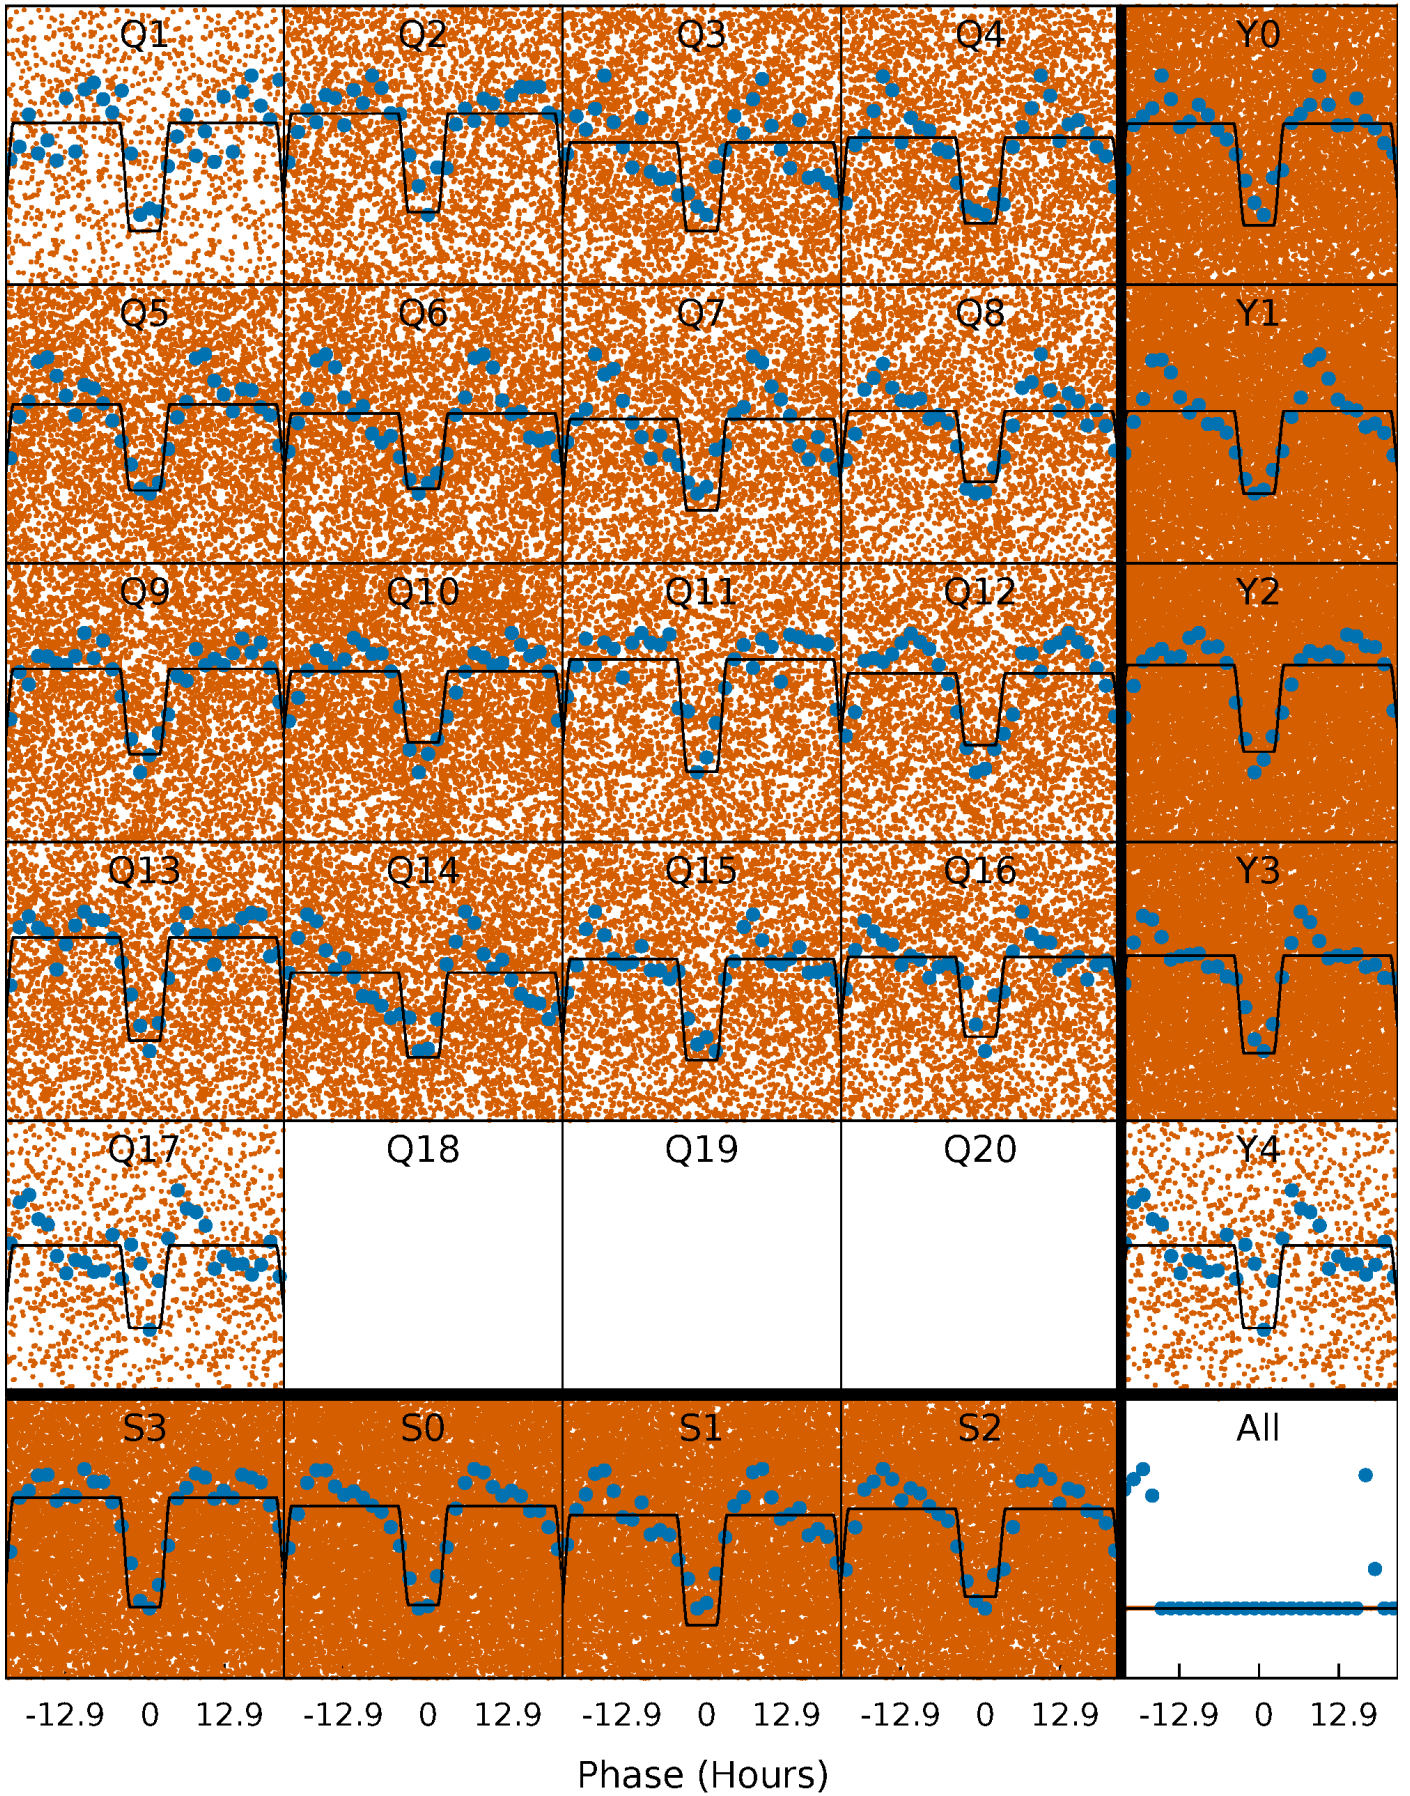 Q1 Q2 Q3 Q4 Y0
Q5 Q6 Q7 Q8 Y1
Q9 Q10 Q11 Q12 Y2
Q13 Q14 Q15 Q16 Y3
Q17 Q18 Q19 Q20 Y4
S3 S0 S1 S2 All
-12.9 0 12.9 -12.9 0 12.9 -12.9 0 12.9 -12.9 0 12.9 -12.9 0 12.9
Phase (Hours)